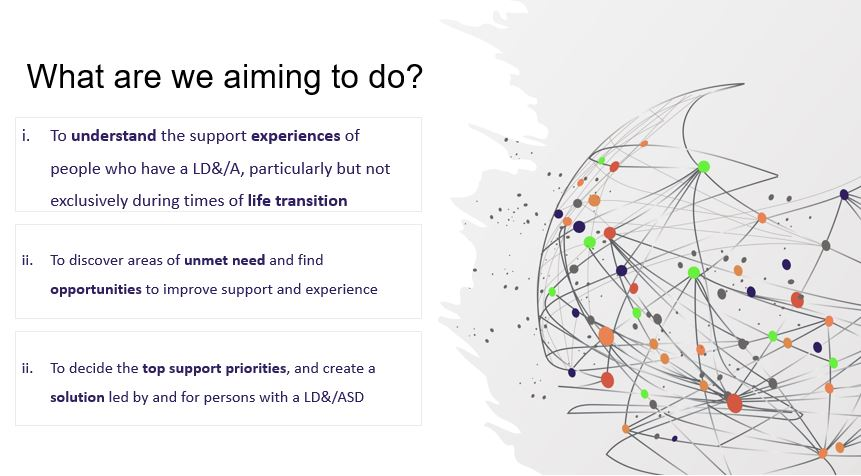 What are we aiming to do?
i. To understand the support experiences of
people who have a LD&/A, particularly but not
exclusively during times of life transition
ii. To discover areas of unmet need and find
opportunities to improve support and experience
ii. To decide the top support priorities, and create a
solution led by and for persons with a LD&/ASD